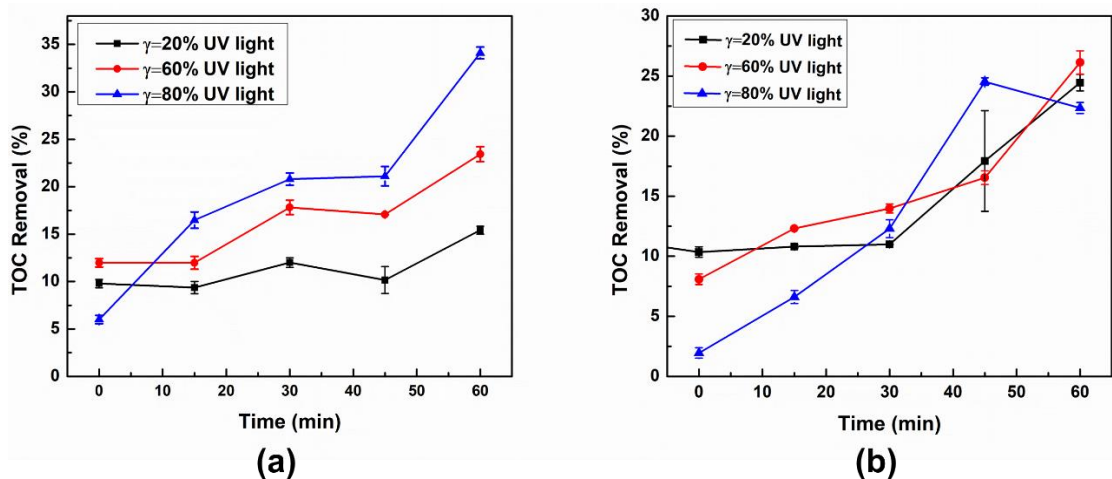 γ=20% UV light
γ=60% UV light
γ=80% UV light
TOC Removal (%)
35
30
25
20
15
10
5
0
0 10 20 30 40 50 60
Time (min)
(a)
γ=20% UV light
γ=60% UV light
γ=80% UV light
TOC Removal (%)
30
25
20
15
10
5
0
0 10 20 30 40 50 60
Time (min)
(b)